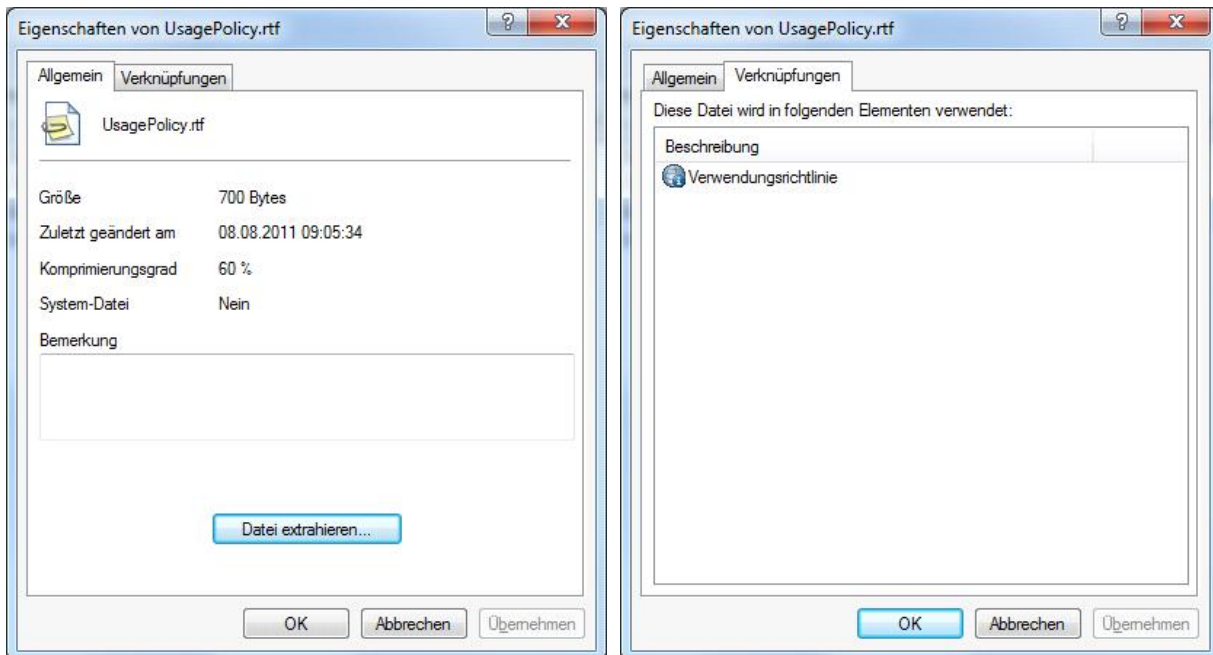 Eigenschaften von UsagePolicy.rtf
Allgemein Verknüpfungen
UsagePolicy.rtf
Größe 700 Bytes
Zuletzt geändert am 08.08.2011 09:05:34
Komprimierungsgrad 60 %
System-Datei Nein
Bemerkung
Datei extrahieren...
OK Abbrechen Übernehmen
Eigenschaften von UsagePolicy.rtf
Allgemein Verknüpfungen
Diese Datei wird in folgenden Elementen verwendet:
Beschreibung
Verwendungsrichtlinie
OK Abbrechen Übernehmen